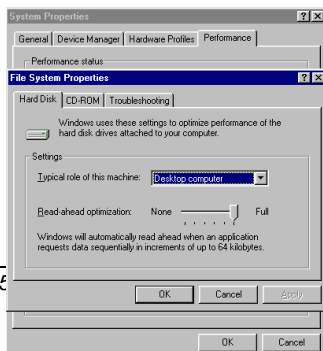 System Properties
General Device Manager Hardware Profiles Performance
Performance status
File System Properties
Hard Disk CD-ROM Troubleshooting
Windows uses these settings to optimize performance of the
hard disk drives attached to your computer.
Settings
Typical role of this machine: Desktop computer
Read-ahead optimization: None Full
Windows will automatically read ahead when an application
requests data sequentially in increments of up to 64 kilobytes.
5
OK Cancel Apply
OK Cancel